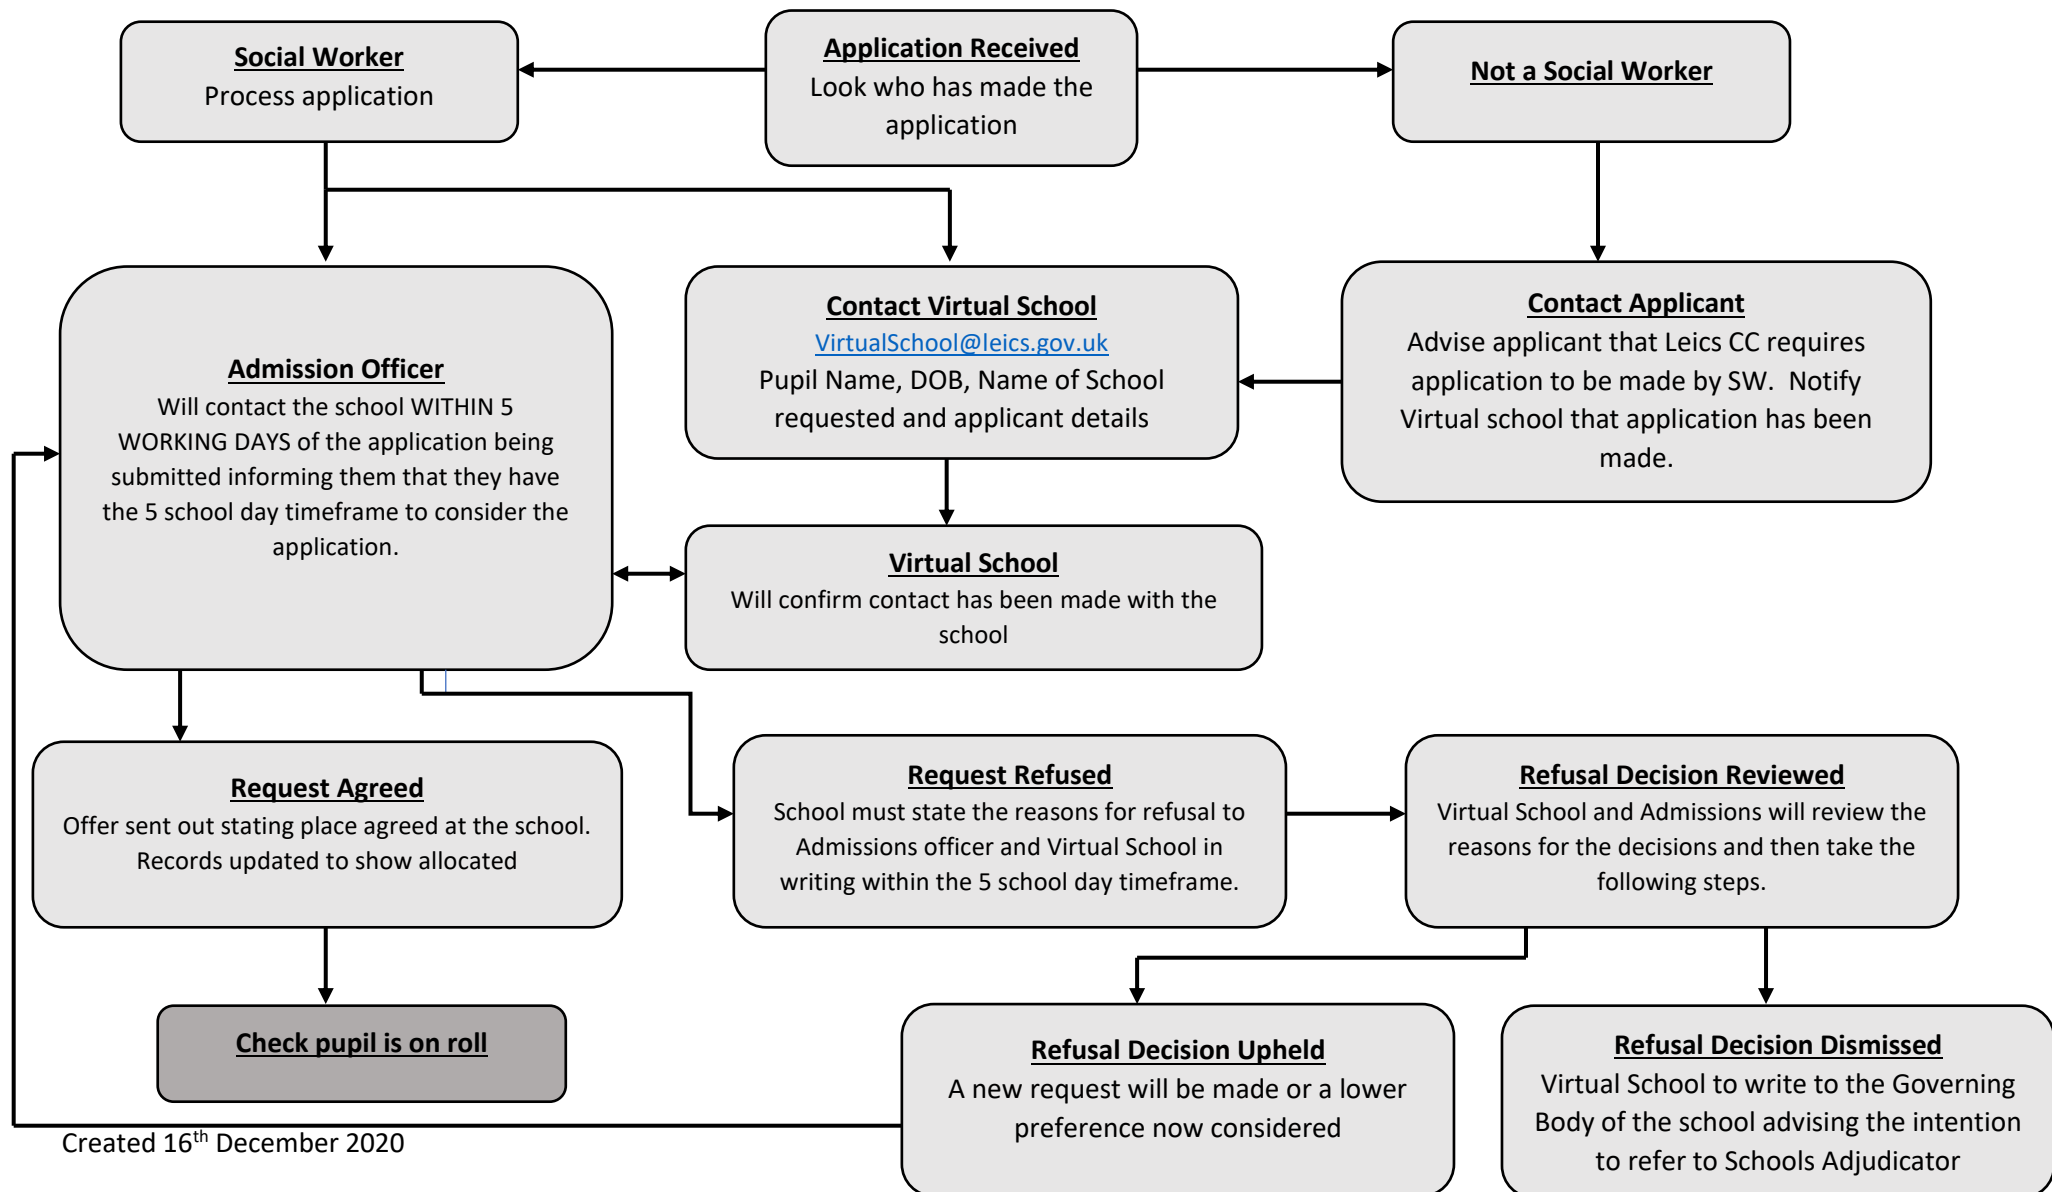 Social Worker
Process application
Application Received
Look who has made the
application
Not a Social Worker
Admission Officer
Will contact the school WITHIN 5
WORKING DAYS of the application being
submitted informing them that they have
the 5 school day timeframe to consider the
application.
Contact Virtual School
VirtualSchool@leics.gov.uk
Pupil Name, DOB, Name of School
requested and applicant details
Contact Applicant
Advise applicant that Leics CC requires
application to be made by SW.  Notify
Virtual school that application has been
made.
Virtual School
Will confirm contact has been made with the
school
Request Agreed
Offer sent out stating place agreed at the school.
Records updated to show allocated
Request Refused
School must state the reasons for refusal to
Admissions officer and Virtual School in
writing within the 5 school day timeframe.
Refusal Decision Reviewed
Virtual School and Admissions will review the
reasons for the decisions and then take the
following steps.
Check pupil is on roll
Refusal Decision Upheld
A new request will be made or a lower
preference now considered
Refusal Decision Dismissed
Virtual School to write to the Governing
Body of the school advising the intention
to refer to Schools Adjudicator
Created 16th December 2020